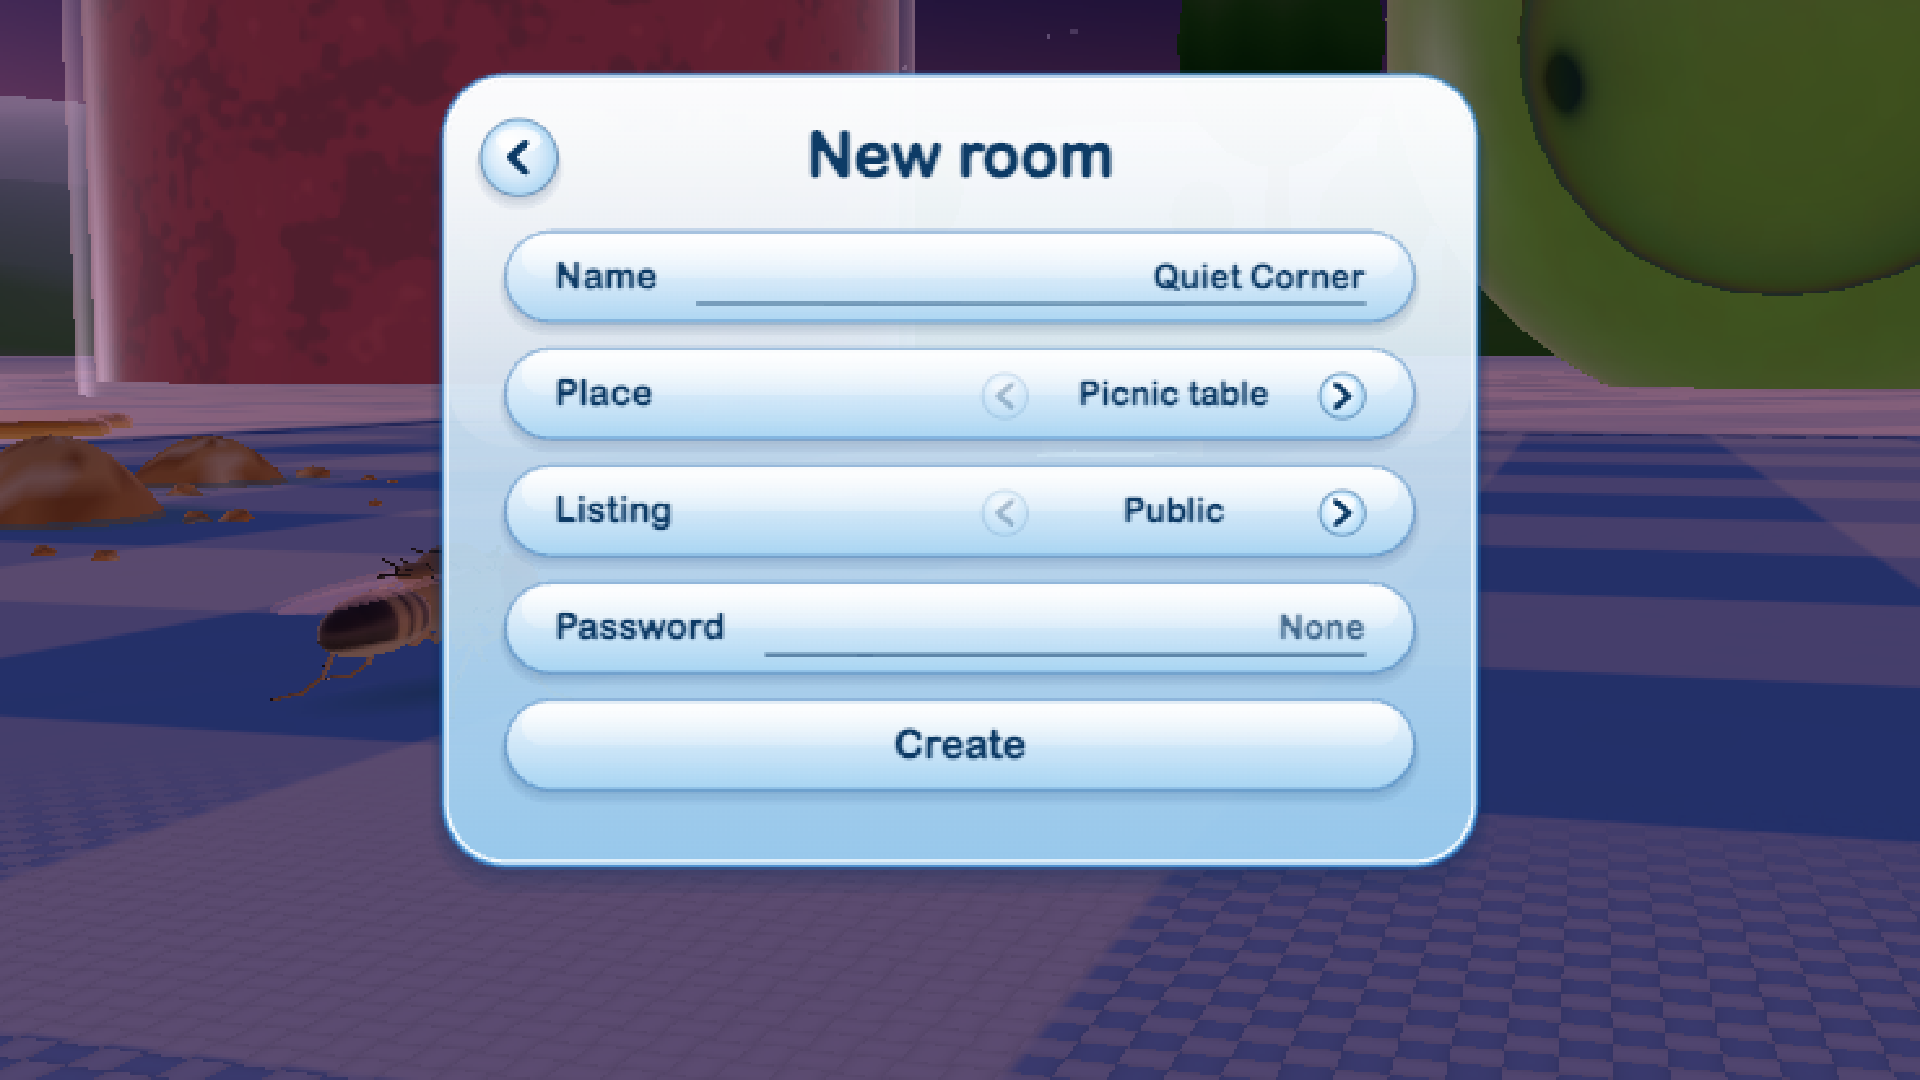 New room
Name Quiet Corner
Place Picnic table
Listing Public
Password None
Create